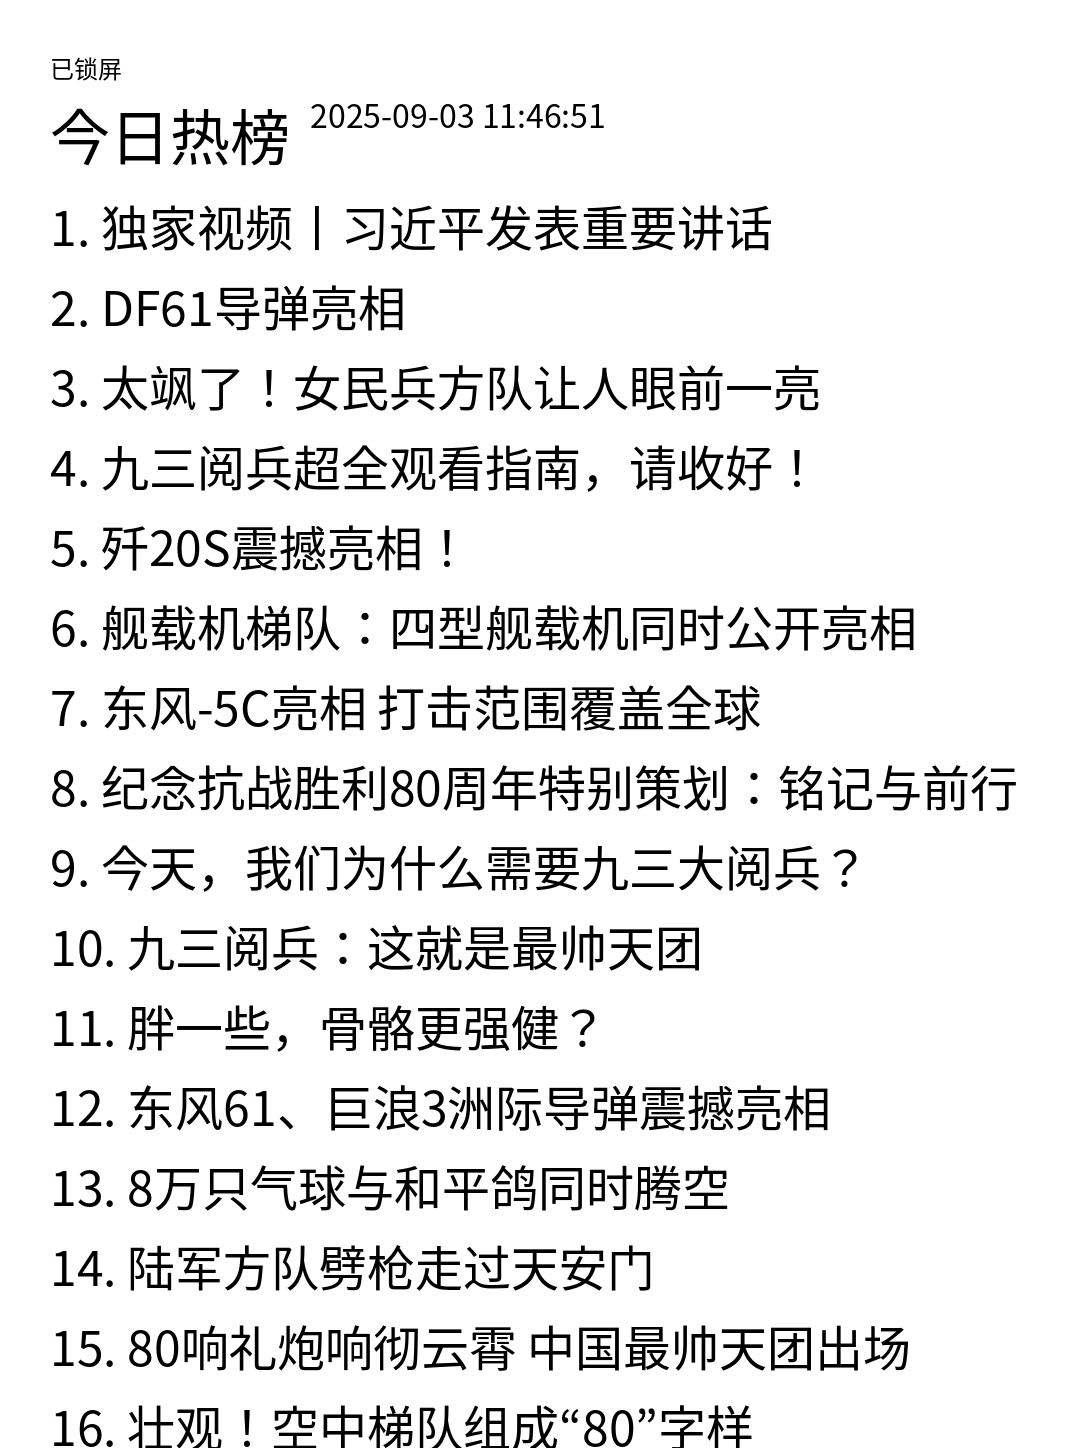 已锁屏
今日热榜 2025-09-03 11:46:51
1. 独家视频丨习近平发表重要讲话
2. DF61导弹亮相
3. 太飒了！女民兵方队让人眼前一亮
4. 九三阅兵超全观看指南，请收好！
5. 歼20S震撼亮相！
6. 舰载机梯队：四型舰载机同时公开亮相
7. 东风-5C亮相 打击范围覆盖全球
8. 纪念抗战胜利80周年特别策划：铭记与前行
9. 今天，我们为什么需要九三大阅兵？
10. 九三阅兵：这就是最帅天团
11. 胖一些，骨骼更强健？
12. 东风61、巨浪3洲际导弹震撼亮相
13. 8万只气球与和平鸽同时腾空
14. 陆军方队劈枪走过天安门
15. 80响礼炮响彻云霄 中国最帅天团出场
16. 壮观！空中梯队组成“80”字样